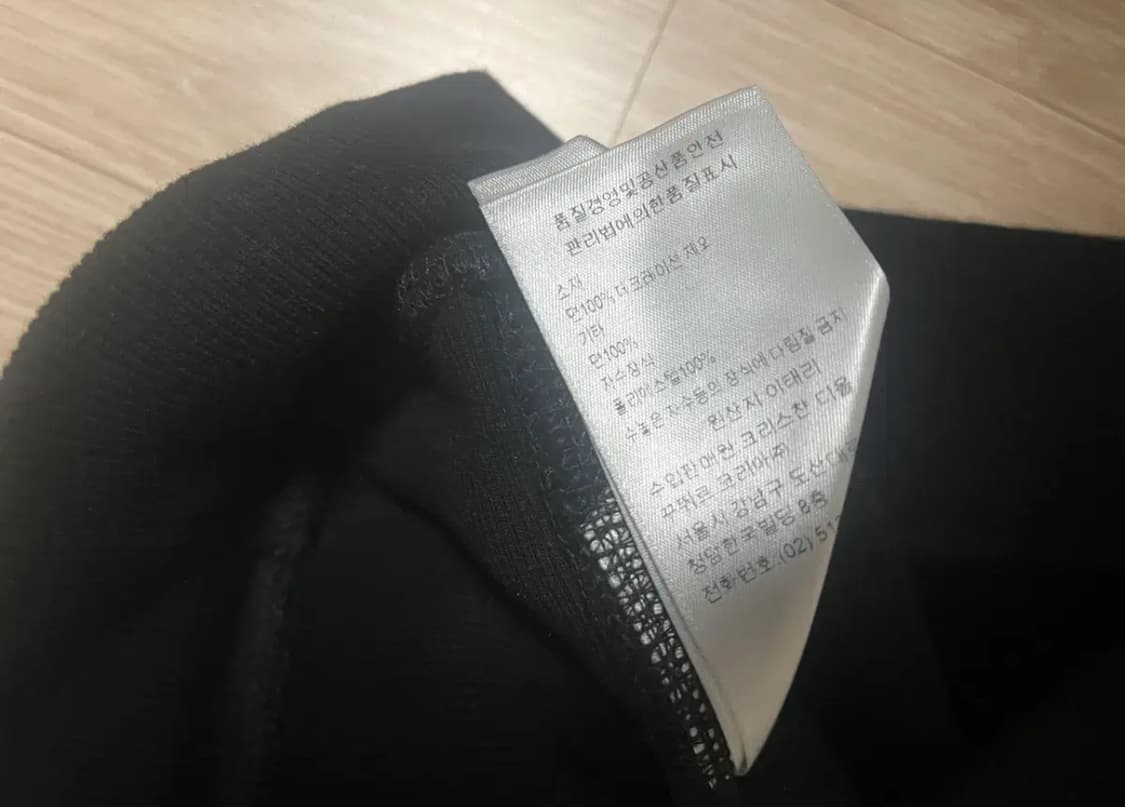 품질경영및공산품안전
관리법에의한품질표시
소재
면100% 더크레이션 제외
기타
면100%
자수장식
폴리에스텔100%
수놓은 자수등의 장식에 다림질 금지
원산지 이태리
수입판매원 크리스찬 디올
꾸뛰르 코리아㈜
서울시 강남구 도산대로
청담한국빌딩 8층
전화번호 :(02) 51